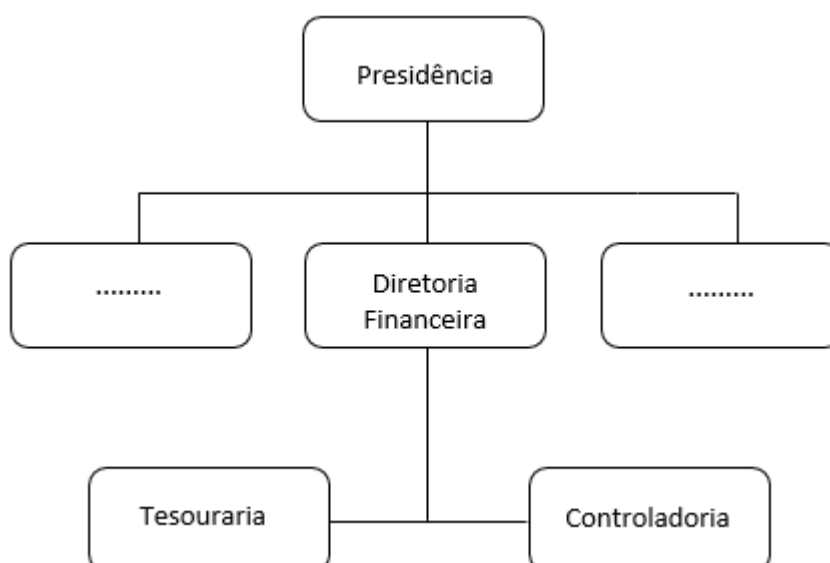 Presidência
.........
Diretoria
Financeira
.........
Tesouraria
Controladoria